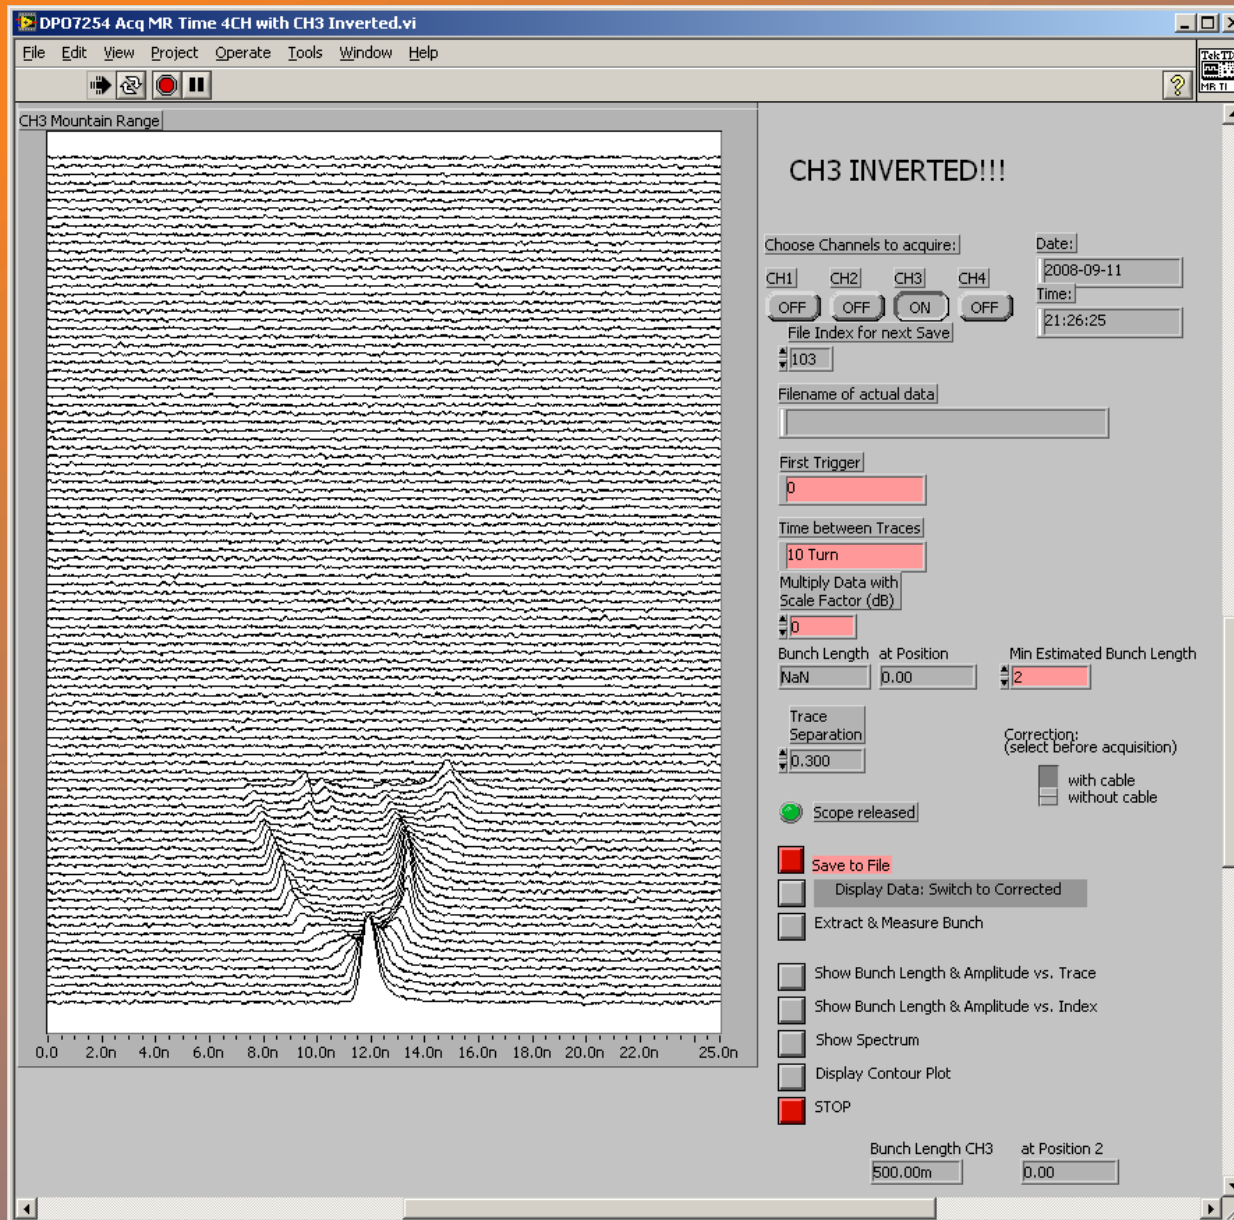 DPO7254 Acq MR Time 4CH with CH3 Inverted.vi
File Edit View Project Operate Tools Window Help
MR TI
CH3 Mountain Range
CH3 INVERTED!!!
Choose Channels to acquire:
Date:
CH1 CH2 CH3 CH4
2008-09-11
OFF OFF ON OFF
Time:
21:26:25
File Index for next Save
103
Filename of actual data
First Trigger
0
Time between Traces
10 Turn
Multiply Data with
Scale Factor (dB)
0
Bunch Length at Position Min Estimated Bunch Length
NaN 0.00 2
Trace
Separation
0.300
Correction:
(select before acquisition)
with cable
without cable
Scope released
Save to File
Display Data: Switch to Corrected
Extract & Measure Bunch
Show Bunch Length & Amplitude vs. Trace
Show Bunch Length & Amplitude vs. Index
Show Spectrum
Display Contour Plot
STOP
0.0 2.0n 4.0n 6.0n 8.0n 10.0n 12.0n 14.0n 16.0n 18.0n 20.0n 22.0n 25.0n
Bunch Length CH3 at Position 2
500.00m 0.00